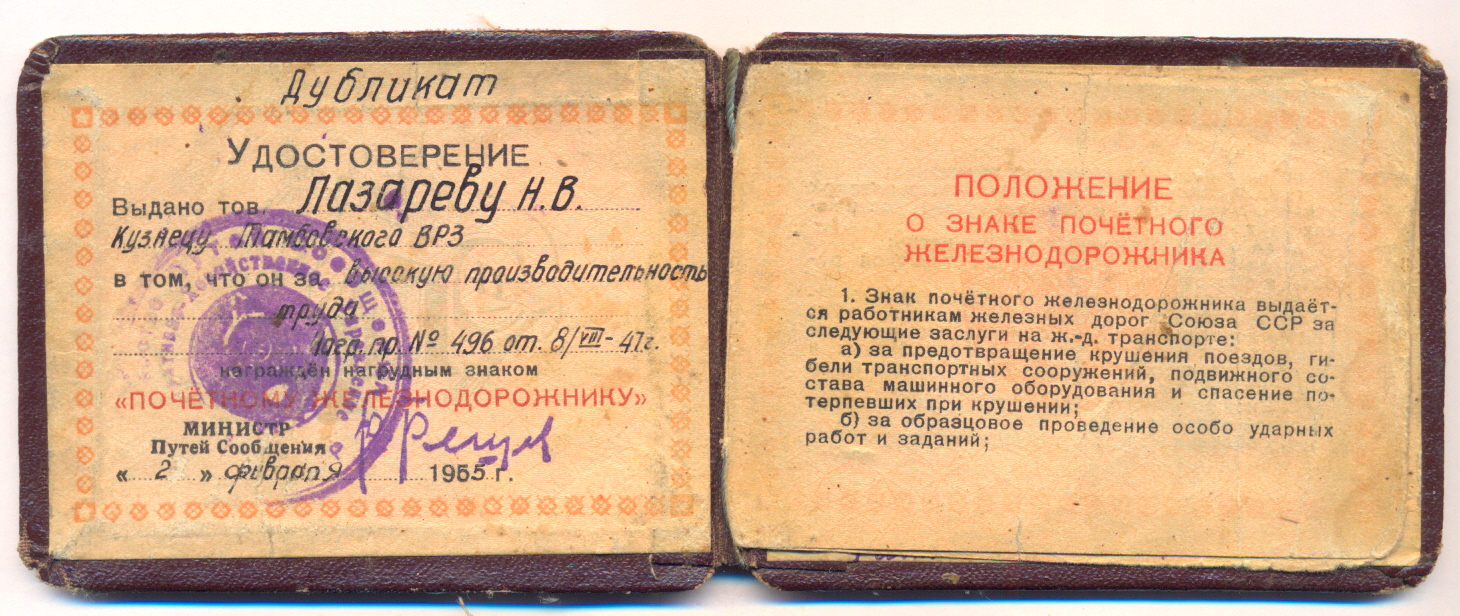 Дубликат
УДОСТОВЕРЕНИЕ
Выдано тов. Лазареву Н.В.
Кузнецу Тамбовского ВРЗ
в том, что он за высокую производительность
труда
пр. № 496 от 8/VIII-47г.
награждён нагрудным знаком
«ПОЧЁТНОМУ ЖЕЛЕЗНОДОРОЖНИКУ»
МИНИСТР
Путей Сообщения
« 2 » февраля 1955 г.
ПОЛОЖЕНИЕ
О ЗНАКЕ ПОЧЁТНОГО
ЖЕЛЕЗНОДОРОЖНИКА
1. Знак почётного железнодорожника выдаёт-
ся работникам железных дорог Союза ССР за
следующие заслуги на ж.-д. транспорте:
а) за предотвращение крушения поездов, ги-
бели транспортных сооружений, подвижного со-
става машинного оборудования и спасение по-
терпевших при крушении;
б) за образцовое проведение особо ударных
работ и заданий;